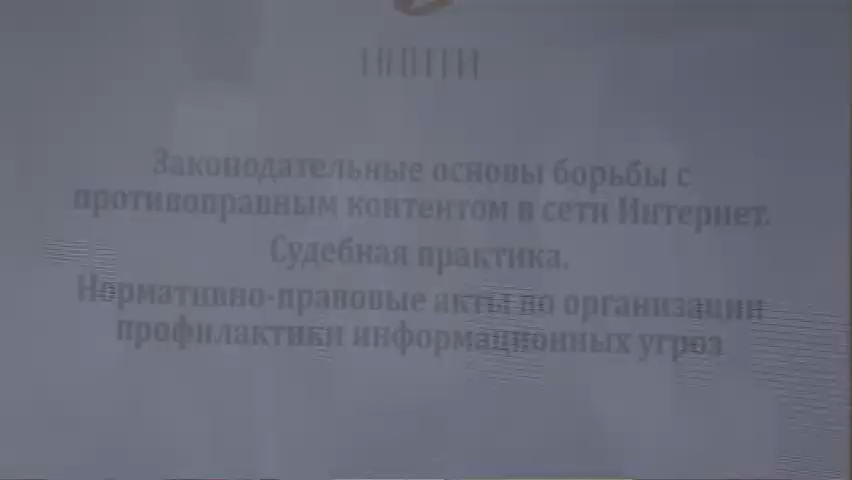 Законодательные основы борьбы с
противоправным контентом в сети Интернет.
Судебная практика.
Нормативно-правовые акты по организации
профилактики информационных угроз